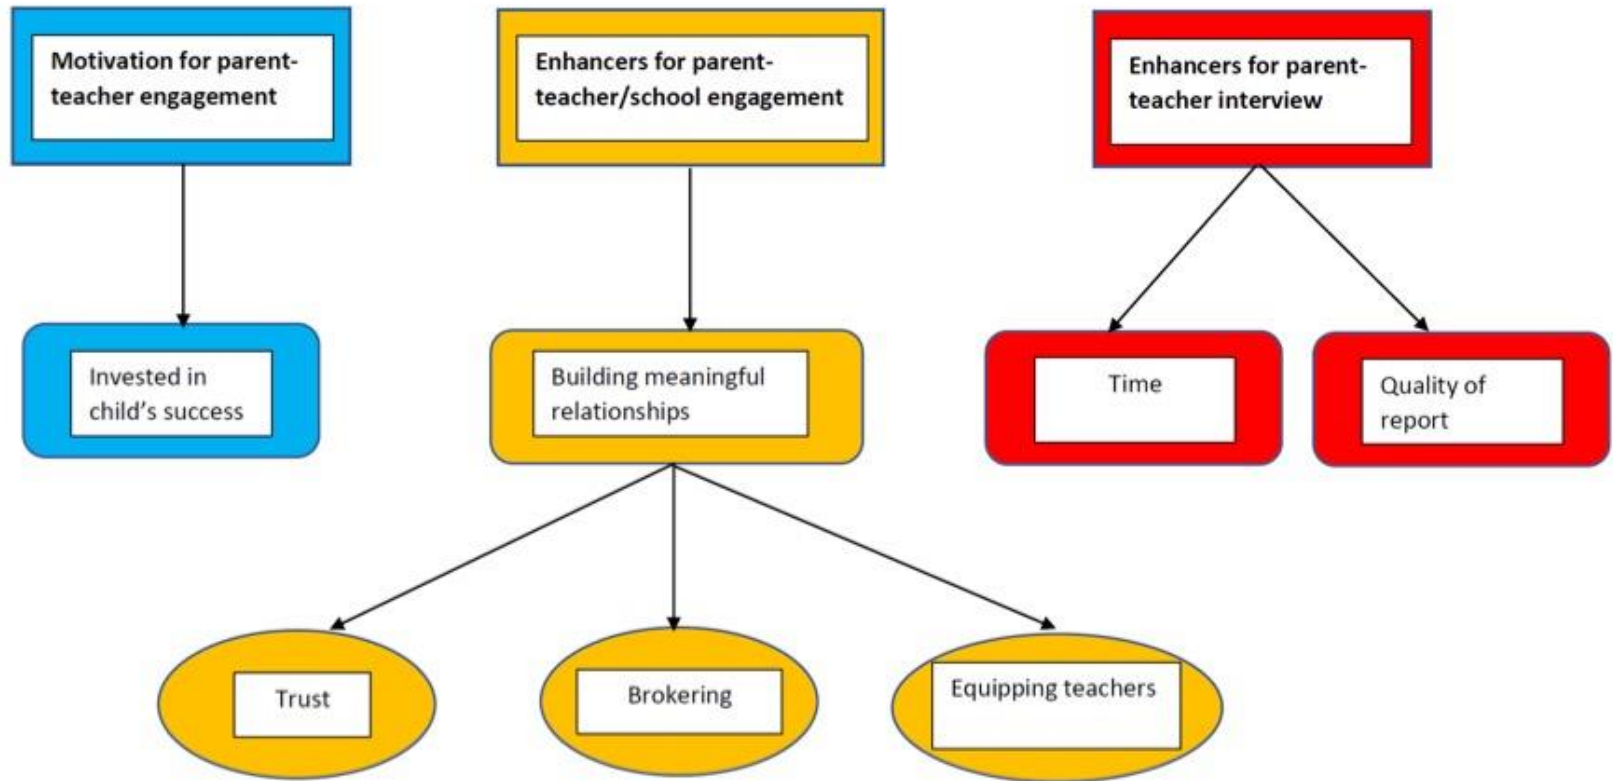 Motivation for parent-
teacher engagement
Enhancers for parent-
teacher/school engagement
Enhancers for parent-
teacher interview
Invested in
child’s success
Building meaningful
relationships
Time
Quality of
report
Trust
Brokering
Equipping teachers